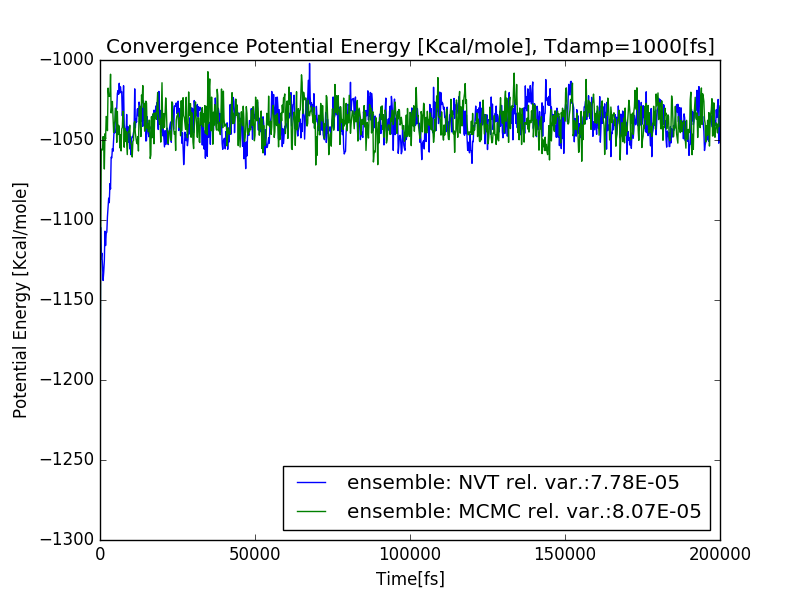 Convergence Potential Energy [Kcal/mole], Tdamp=1000[fs]
Potential Energy [Kcal/mole]
−1000
−1050
−1100
−1150
−1200
−1250
−1300
ensemble: NVT rel. var.:7.78E-05
ensemble: MCMC rel. var.:8.07E-05
0 50000 100000 150000 200000
Time[fs]